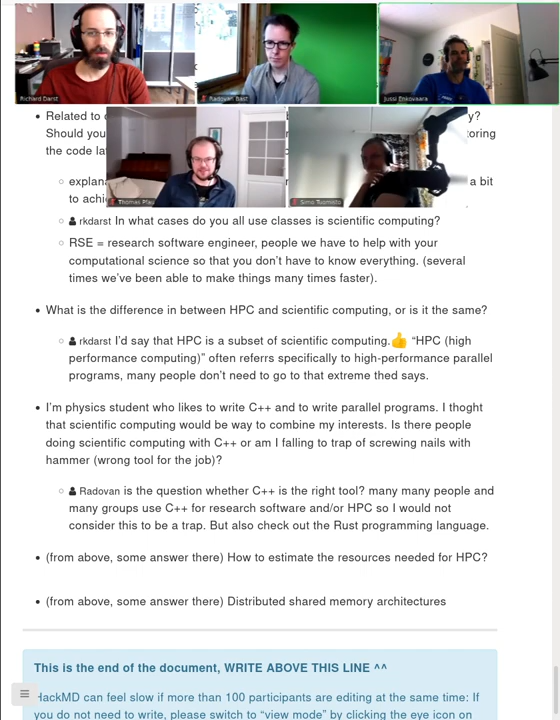 Richard Darst
Radovan Bast
Jussi Enkovaara
Related to
y?
Should you
toring
the code la
Thomas Pfau
Simo Tuomisto
explan
a bit
to achi
rkdarst In what cases do you all use classes is scientific computing?
RSE = research software engineer, people we have to help with your
computational science so that you don't have to know everything. (several
times we've been able to make things many times faster).
What is the difference in between HPC and scientific computing, or is it the same?
rkdarst I'd say that HPC is a subset of scientific computing.👍 “HPC (high
performance computing)” often referrs specifically to high-performance parallel
programs, many people don't need to go to that extreme thed says.
I'm physics student who likes to write C++ and to write parallel programs. I thoght
that scientific computing would be way to combine my interests. Is there people
doing scientific computing with C++ or am I falling to trap of screwing nails with
hammer (wrong tool for the job)?
Radovan is the question whether C++ is the right tool? many many people and
many groups use C++ for research software and/or HPC so I would not
consider this to be a trap. But also check out the Rust programming language.
(from above, some answer there) How to estimate the resources needed for HPC?
(from above, some answer there) Distributed shared memory architectures
This is the end of the document, WRITE ABOVE THIS LINE ^^
HackMD can feel slow if more than 100 participants are editing at the same time: If
you do not need to write, please switch to “view mode” by clicking the eye icon on